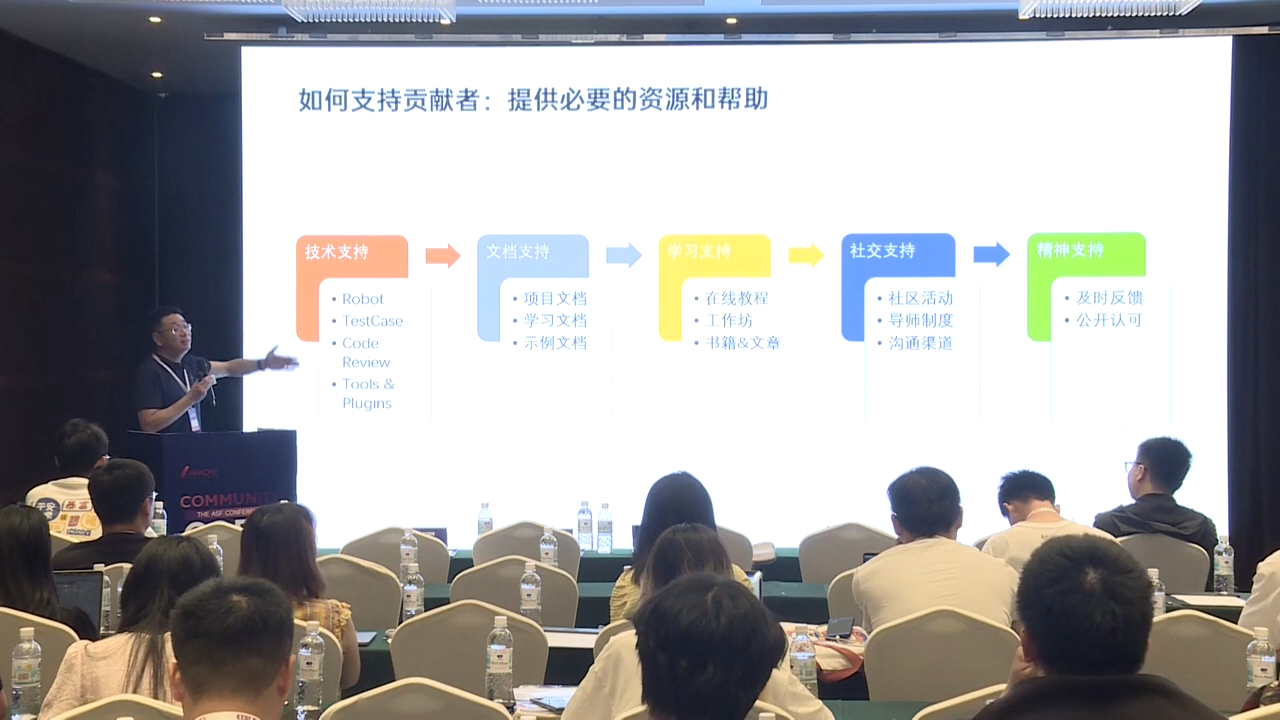 如何支持贡献者：提供必要的资源和帮助
技术支持
• Robot
• TestCase
• Code
Review
• Tools &
Plugins
文档支持
• 项目文档
• 学习文档
• 示例文档
学习支持
• 在线教程
• 工作坊
• 书籍&文章
社交支持
• 社区活动
• 导师制度
• 沟通渠道
精神支持
• 及时反馈
• 公开认可
APACHE
COMMUNITY
THE ASF CONFERENCE